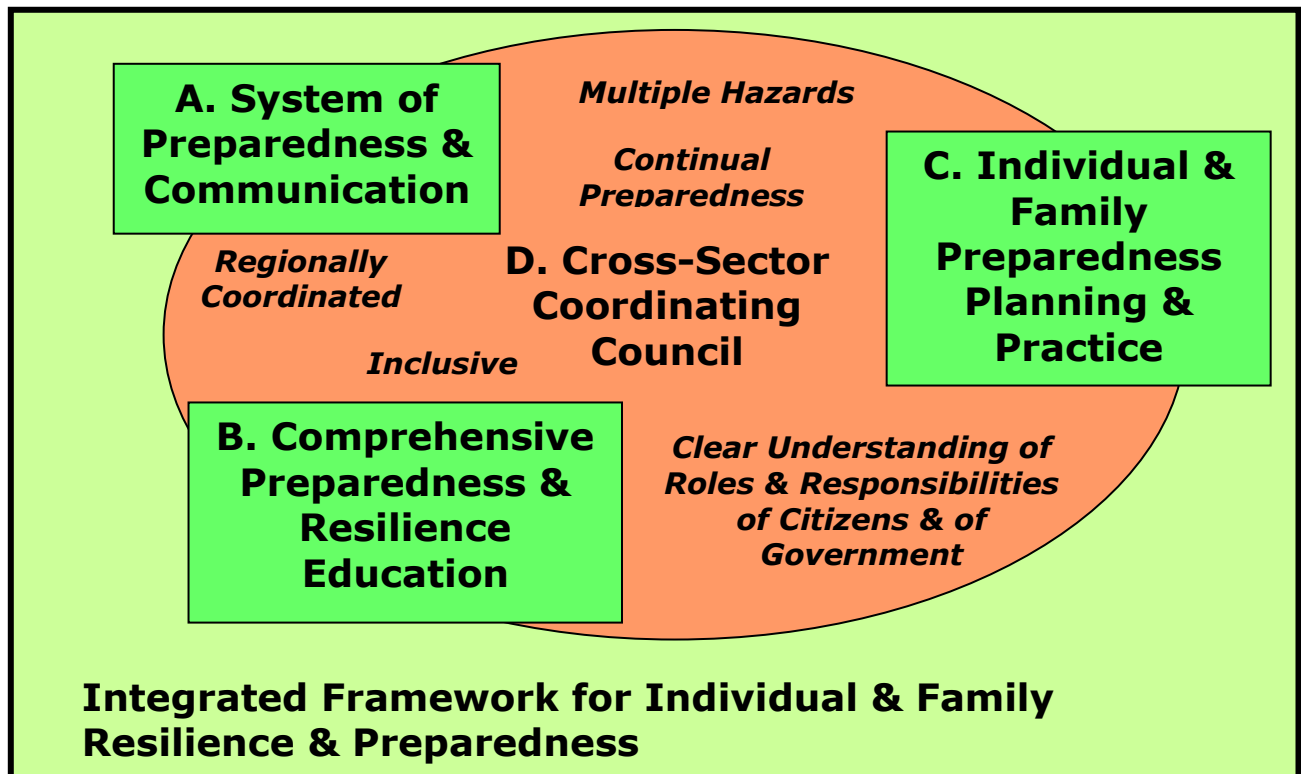 A. System of
Preparedness &
Communication
Multiple Hazards
Continual
Preparedness
C. Individual &
Family
Preparedness
Planning &
Practice
Regionally
Coordinated
D. Cross-Sector
Coordinating
Council
Inclusive
B. Comprehensive
Preparedness &
Resilience
Education
Clear Understanding of
Roles & Responsibilities
of Citizens & of
Government
Integrated Framework for Individual & Family
Resilience & Preparedness